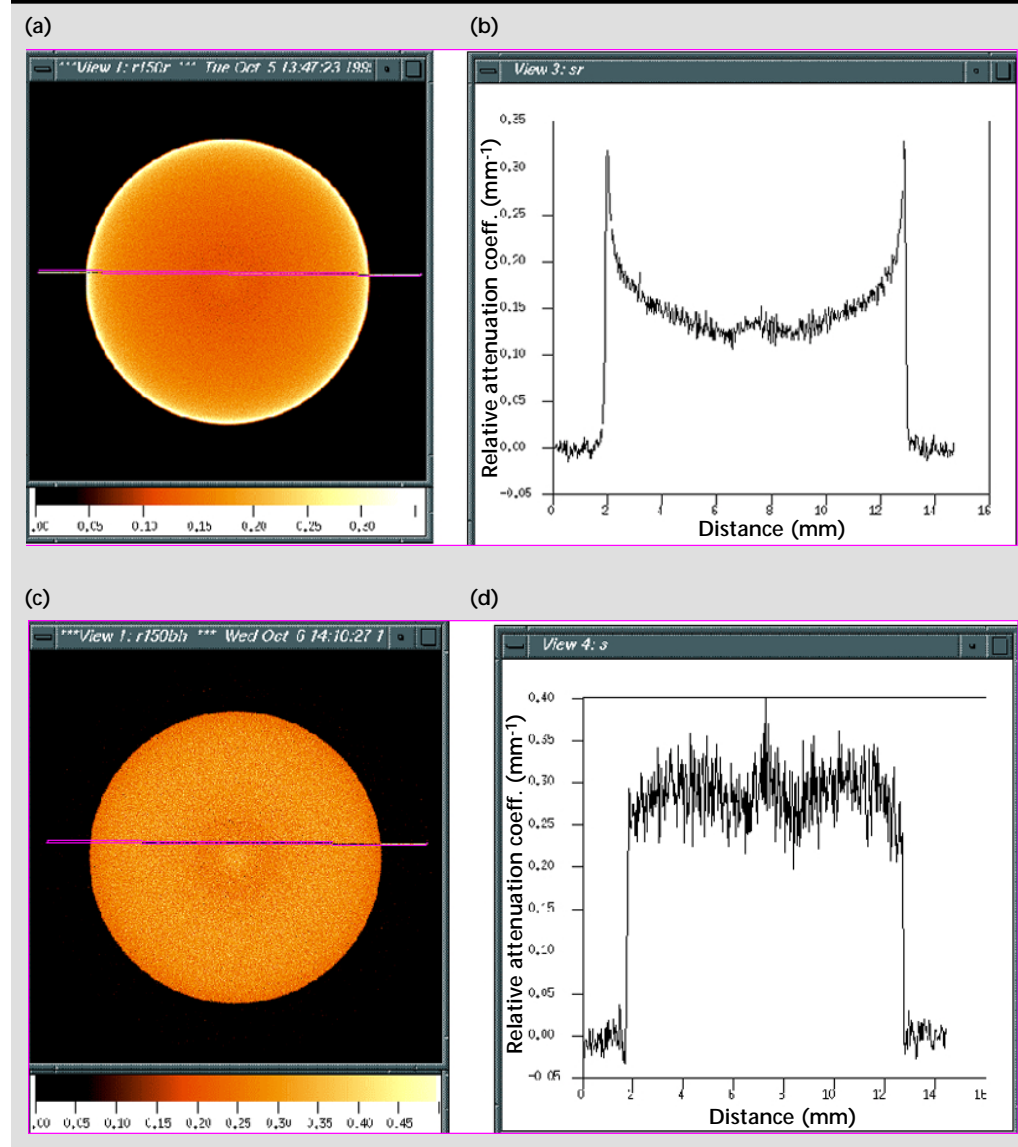 (a)
(b)
***View 1: r150r *** Tue Oct 5 13:47:23 199
View 3: sr
0.35
0.30
0.25
0.20
0.15
0.10
0.05
0.00
-0.05
Relative attenuation coeff. (mm-1)
0 2 4 6 8 10 12 14 16
Distance (mm)
.00 0.05 0.10 0.15 0.20 0.25 0.30
(c)
(d)
***View 1: r150bh *** Wed Oct 6 14:10:27 1
View 4: s
0.40
0.35
0.30
0.25
0.20
0.15
0.10
0.05
0.00
-0.05
Relative attenuation coeff. (mm-1)
0 2 4 6 8 10 12 14 16
Distance (mm)
.00 0.05 0.10 0.15 0.20 0.25 0.30 0.35 0.40 0.45